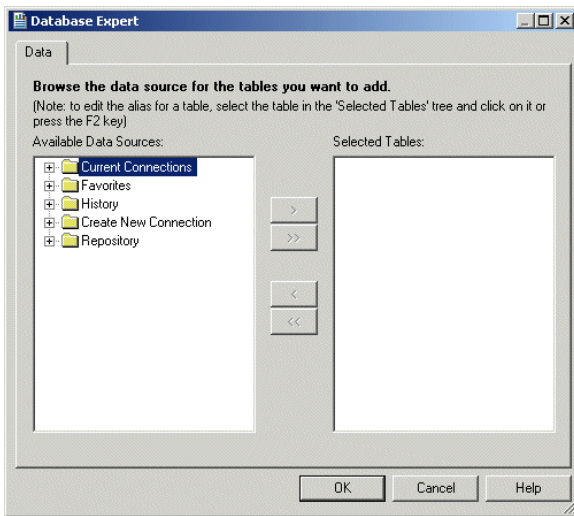 Database Expert
Data
Browse the data source for the tables you want to add.
(Note: to edit the alias for a table, select the table in the 'Selected Tables' tree and click on it or
press the F2 key)
Available Data Sources:
Selected Tables:
Current Connections
Favorites
History
Create New Connection
Repository
>
>>
<
<<
OK
Cancel
Help